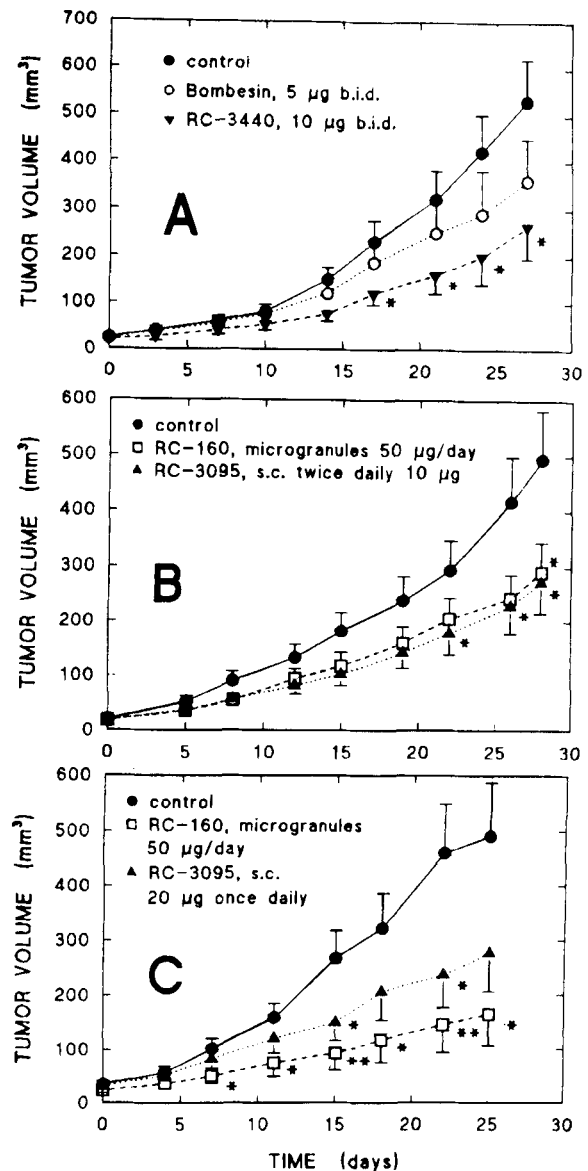 700
600
500
400
300
200
100
0
TUMOR VOLUME (mm³)
● control
○ Bombesin, 5 µg b.i.d.
▼ RC-3440, 10 µg b.i.d.
A
*
*
*
*
0 5 10 15 20 25 30
600
500
400
300
200
100
0
TUMOR VOLUME (mm³)
● control
□ RC-160, microgranules 50 µg/day
▲ RC-3095, s.c. twice daily 10 µg
B
*
*
*
*
0 5 10 15 20 25 30
600
500
400
300
200
100
0
TUMOR VOLUME (mm³)
● control
□ RC-160, microgranules
50 µg/day
▲ RC-3095, s.c.
20 µg once daily
C
*
*
*
*
**
*
**
*
0 5 10 15 20 25 30
TIME (days)